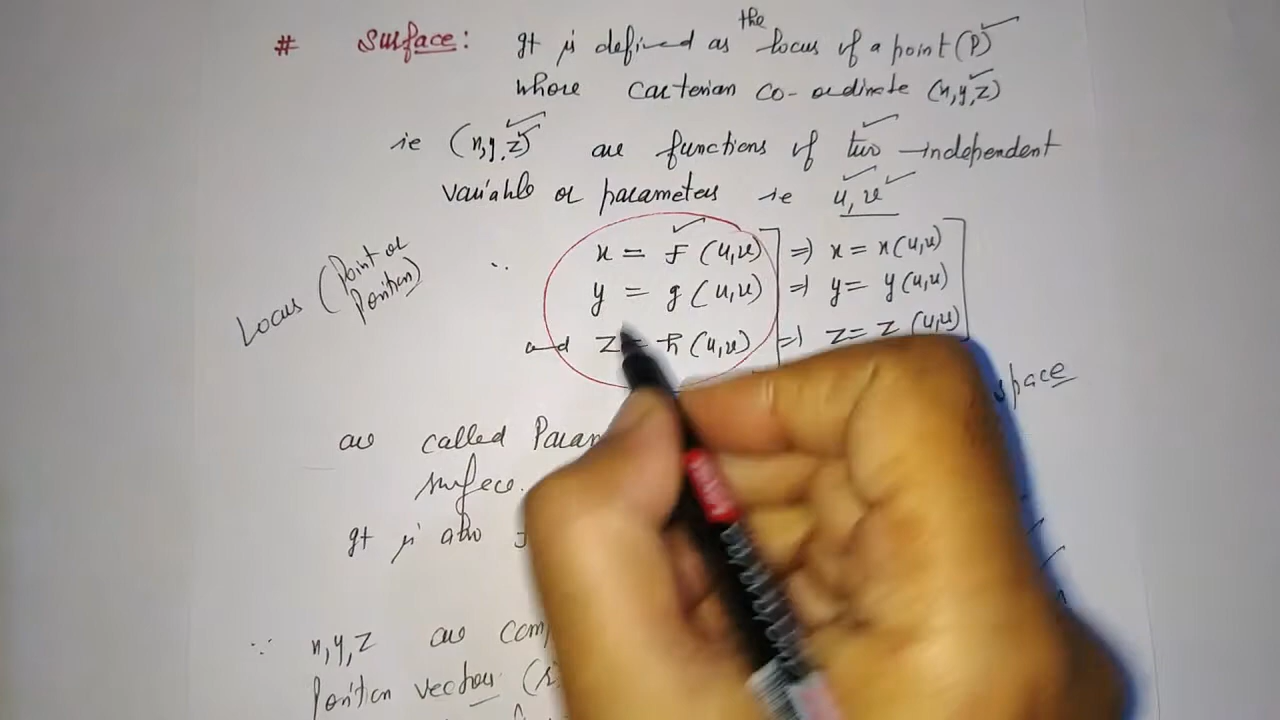 # Surface: It is defined as the locus of a point (P)
whose cartesian co-ordinate (x,y,z)
ie (x,y,z) are functions of two independent
variable or parameters ie u,v
Locus (Point or Position)
∴ x = f (u,v) ⇒ x = x(u,v)
y = g (u,v) ⇒ y = y(u,v)
and z = h (u,v) ⇒ z = z (u,v)
space
are called Param
surface.
It is also
∵ x,y,z are comp
Position vector (r